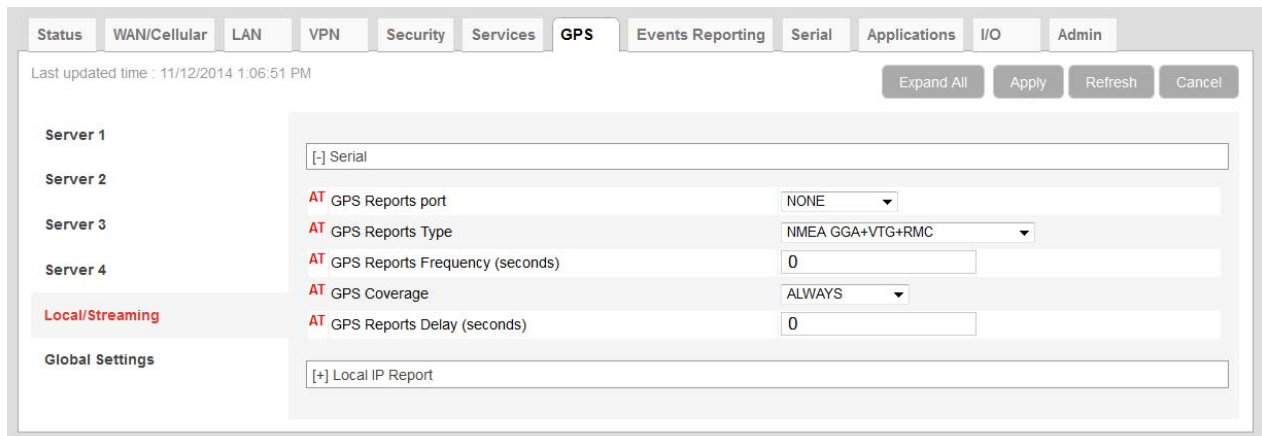 Status WAN/Cellular LAN VPN Security Services GPS Events Reporting Serial Applications I/O Admin
Last updated time : 11/12/2014 1:06:51 PM
Expand All Apply Refresh Cancel
Server 1
Server 2
Server 3
Server 4
Local/Streaming
Global Settings
[-] Serial
AT GPS Reports port NONE
AT GPS Reports Type NMEA GGA+VTG+RMC
AT GPS Reports Frequency (seconds) 0
AT GPS Coverage ALWAYS
AT GPS Reports Delay (seconds) 0
[+] Local IP Report